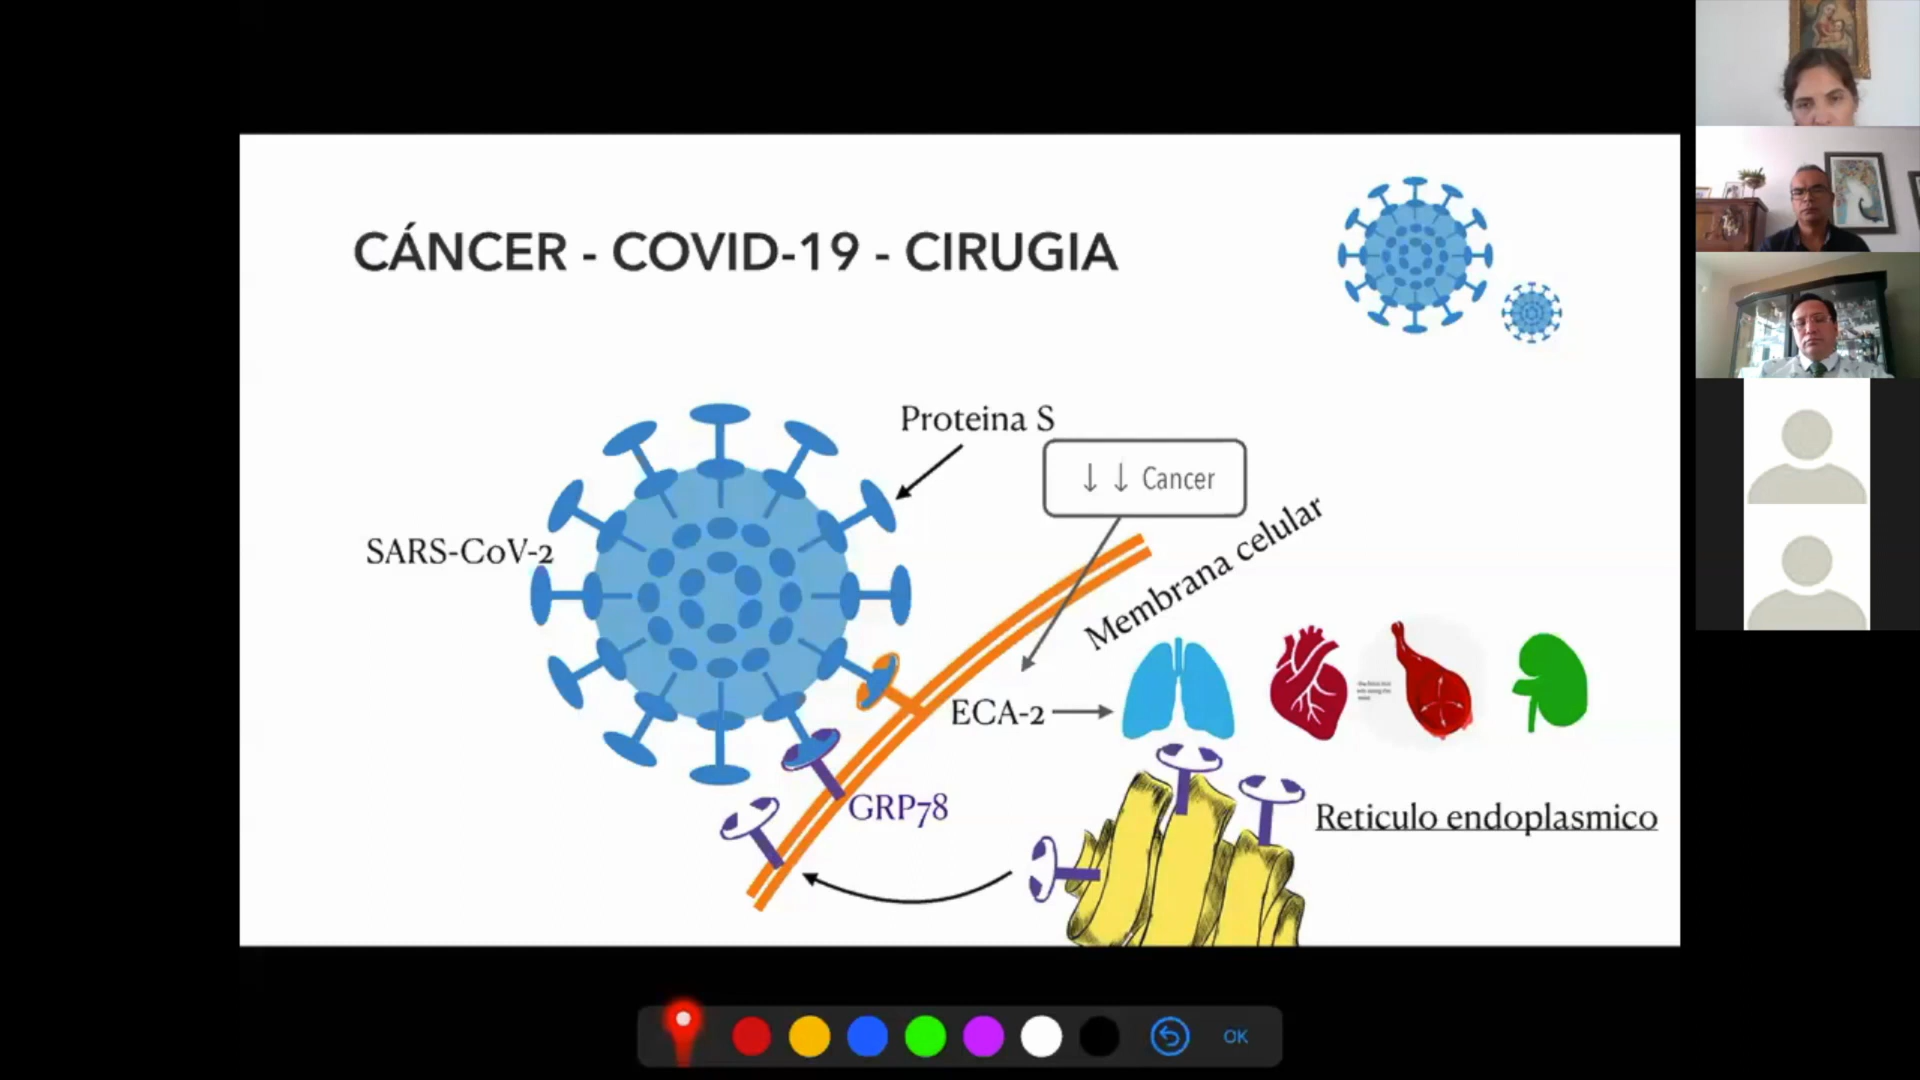 CÁNCER - COVID-19 - CIRUGIA
Proteina S
↓ ↓ Cancer
SARS-CoV-2
Membrana celular
ECA-2
GRP78
Reticulo endoplasmico
OK